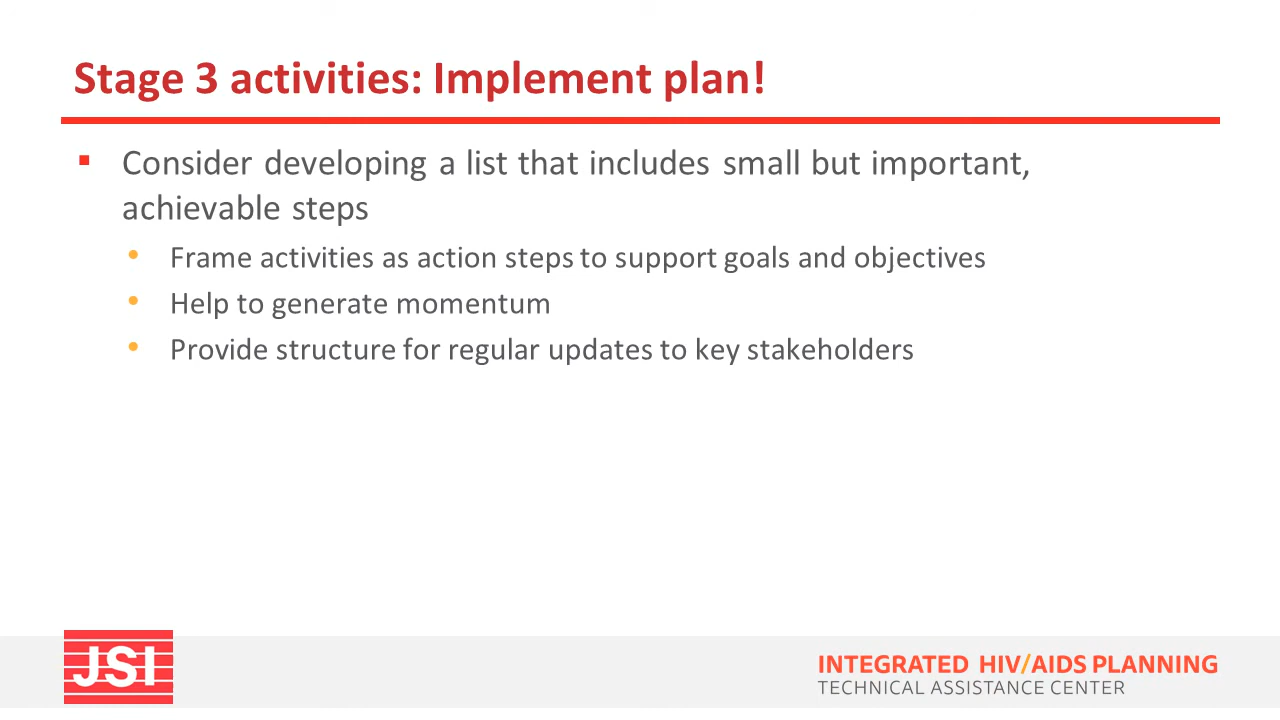 Stage 3 activities: Implement plan!
▪ Consider developing a list that includes small but important,
achievable steps
• Frame activities as action steps to support goals and objectives
• Help to generate momentum
• Provide structure for regular updates to key stakeholders
JSI
INTEGRATED HIV/AIDS PLANNING
TECHNICAL ASSISTANCE CENTER